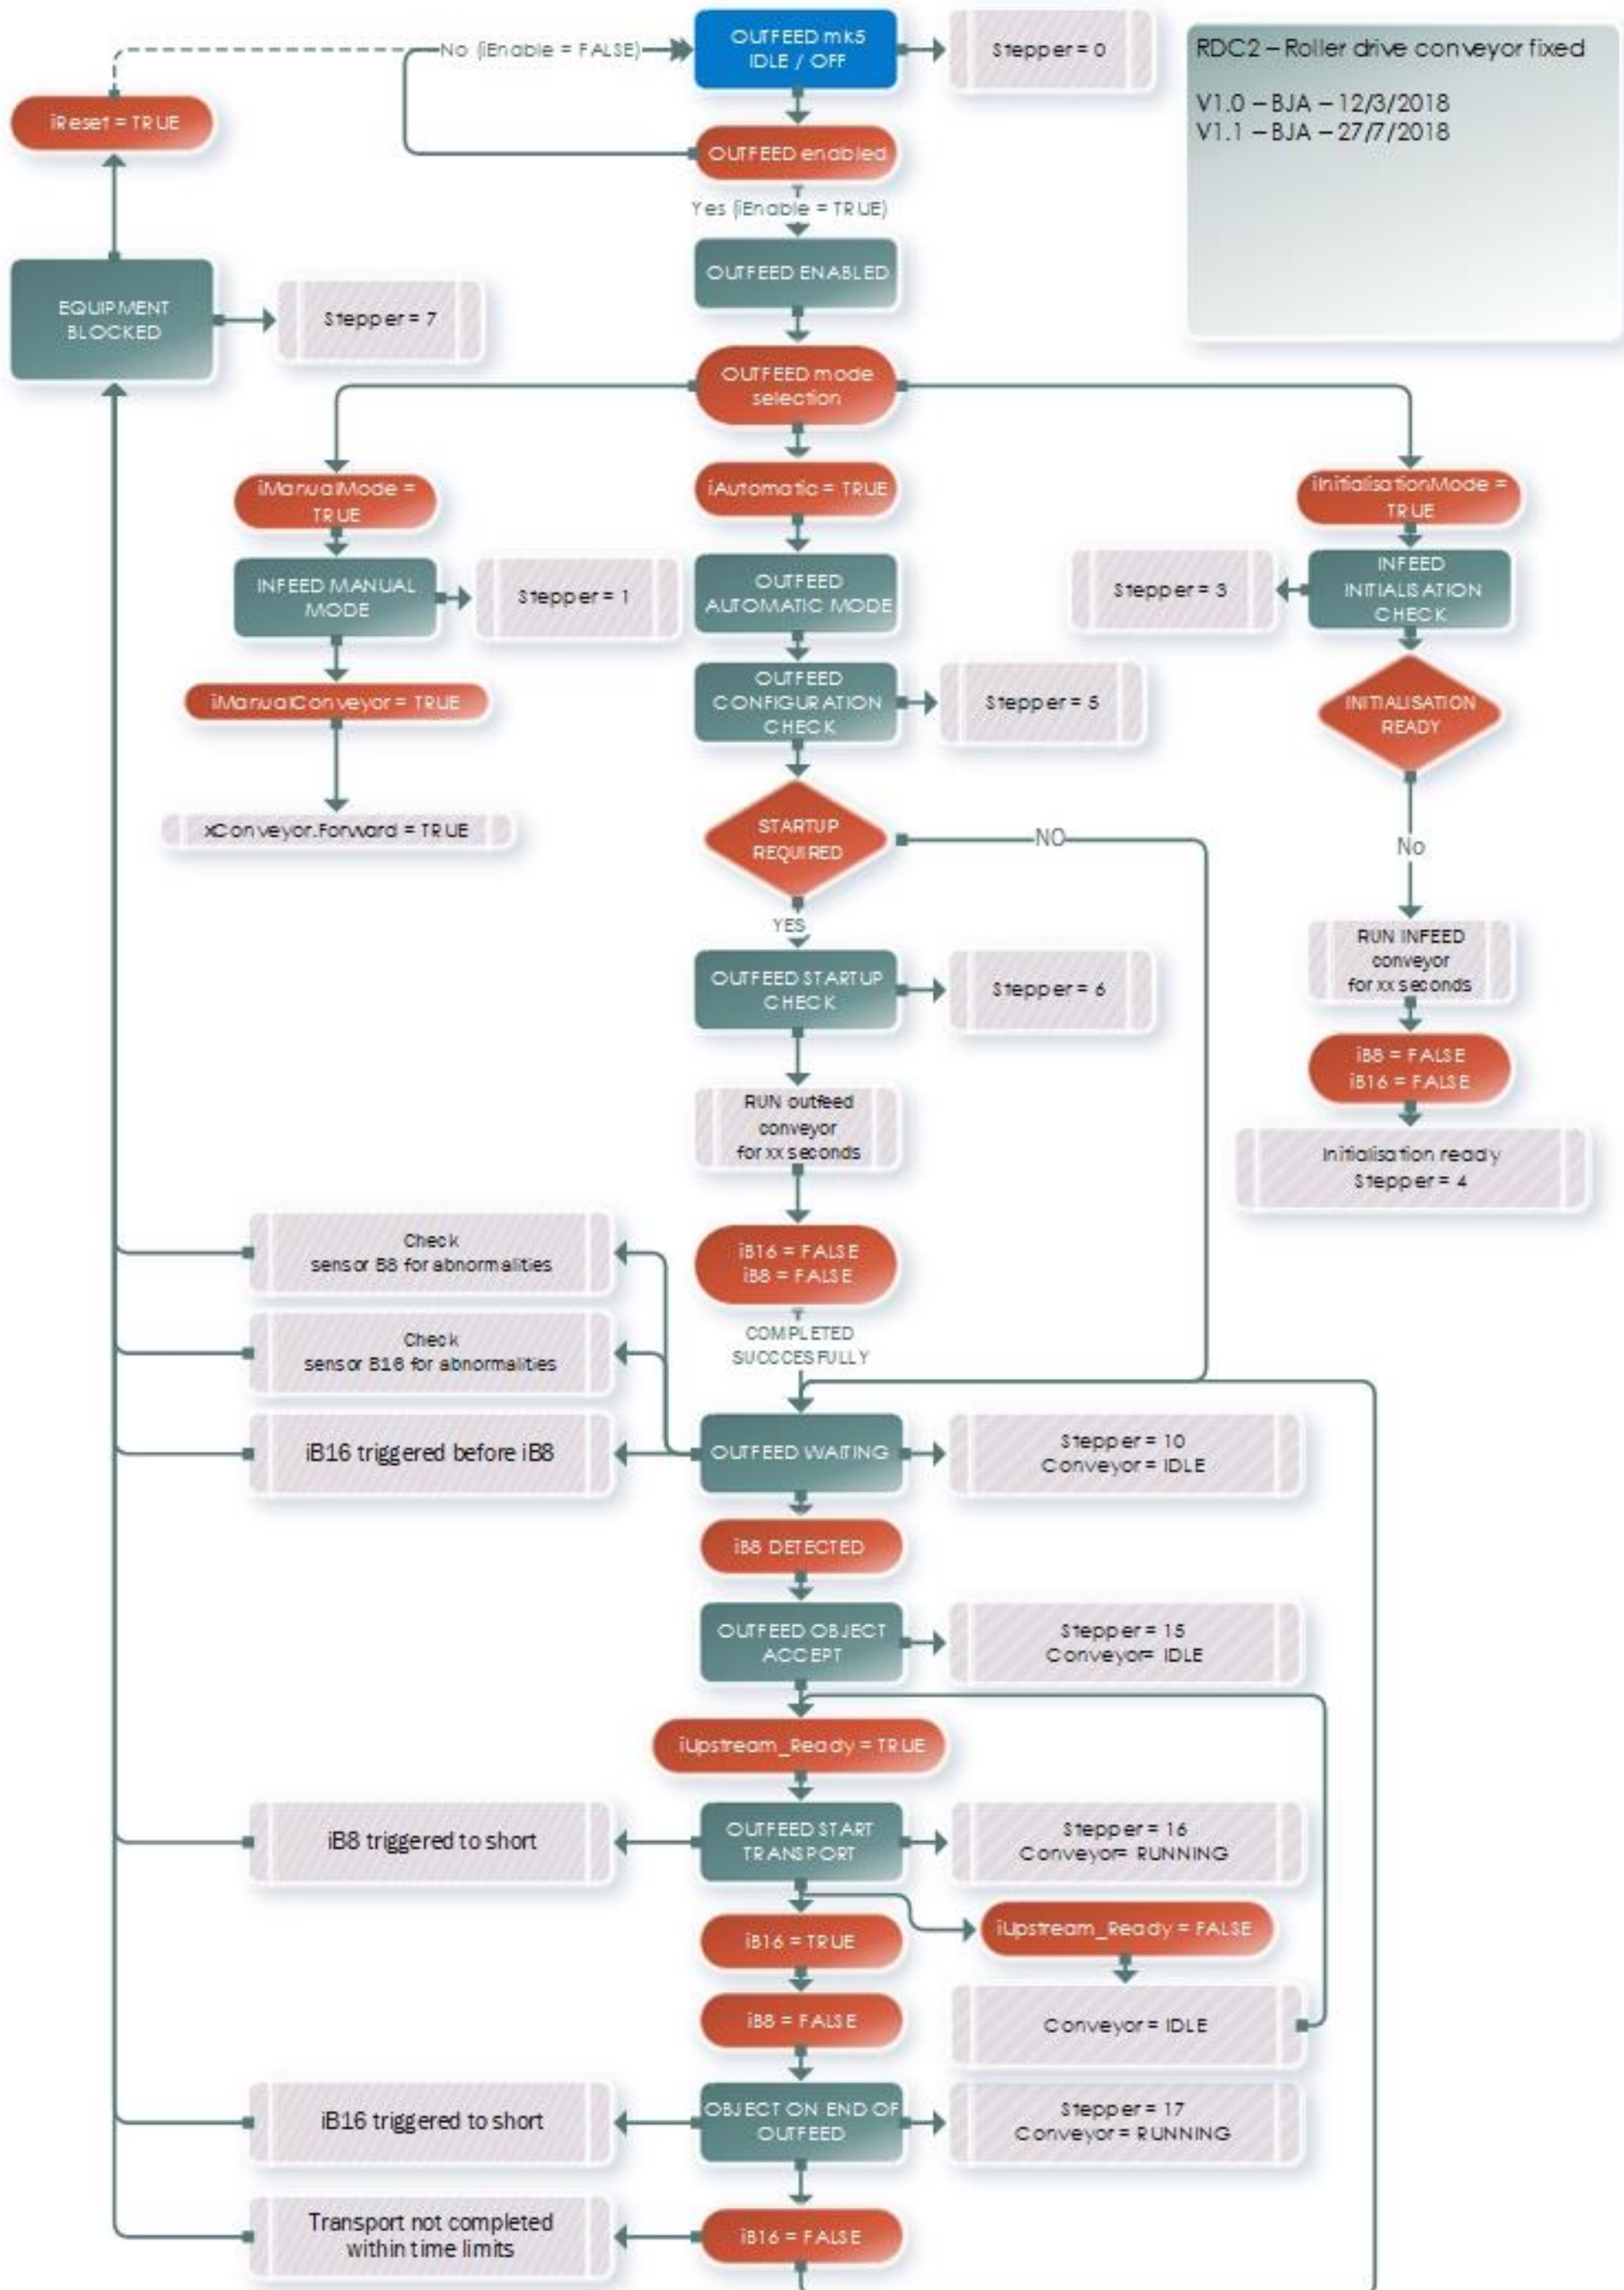 No (iEnable = FALSE)
OUTFEED mk5
IDLE / OFF
Stepper = 0
RDC2 – Roller drive conveyor fixed
V1.0 – BJA – 12/3/2018
V1.1 – BJA – 27/7/2018
iReset = TRUE
OUTFEED enabled
Yes (iEnable = TRUE)
OUTFEED ENABLED
EQUIPMENT
BLOCKED
Stepper = 7
OUTFEED mode
selection
iManualMode =
TRUE
iAutomatic = TRUE
iInitialisationMode =
TRUE
INFEED MANUAL
MODE
Stepper = 1
OUTFEED
AUTOMATIC MODE
Stepper = 3
INFEED
INITIALISATION
CHECK
iManualConveyor = TRUE
OUTFEED
CONFIGURATION
CHECK
Stepper = 5
INITIALISATION
READY
xConveyor.Forward = TRUE
STARTUP
REQUIRED
NO
No
YES
OUTFEED STARTUP
CHECK
Stepper = 6
RUN INFEED
conveyor
for xx seconds
RUN outfeed
conveyor
for xx seconds
iB8 = FALSE
iB16 = FALSE
Initialisation ready
Stepper = 4
Check
sensor B8 for abnormalities
iB16 = FALSE
iB8 = FALSE
Check
sensor B16 for abnormalities
COMPLETED
SUCCCESFULLY
iB16 triggered before iB8
OUTFEED WAITING
Stepper = 10
Conveyor = IDLE
iB8 DETECTED
OUTFEED OBJECT
ACCEPT
Stepper = 15
Conveyor= IDLE
iUpstream_Ready = TRUE
iB8 triggered to short
OUTFEED START
TRANSPORT
Stepper = 16
Conveyor= RUNNING
iB16 = TRUE
iUpstream_Ready = FALSE
iB8 = FALSE
Conveyor = IDLE
iB16 triggered to short
OBJECT ON END OF
OUTFEED
Stepper = 17
Conveyor = RUNNING
Transport not completed
within time limits
iB16 = FALSE